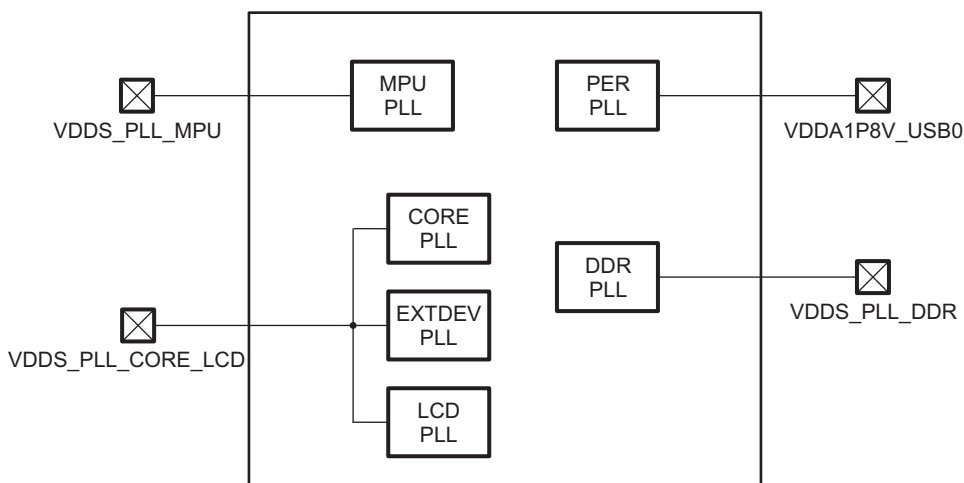 MPU
PLL
PER
PLL
VDDS_PLL_MPU
VDDA1P8V_USB0
CORE
PLL
DDR
PLL
EXTDEV
PLL
VDDS_PLL_CORE_LCD
VDDS_PLL_DDR
LCD
PLL